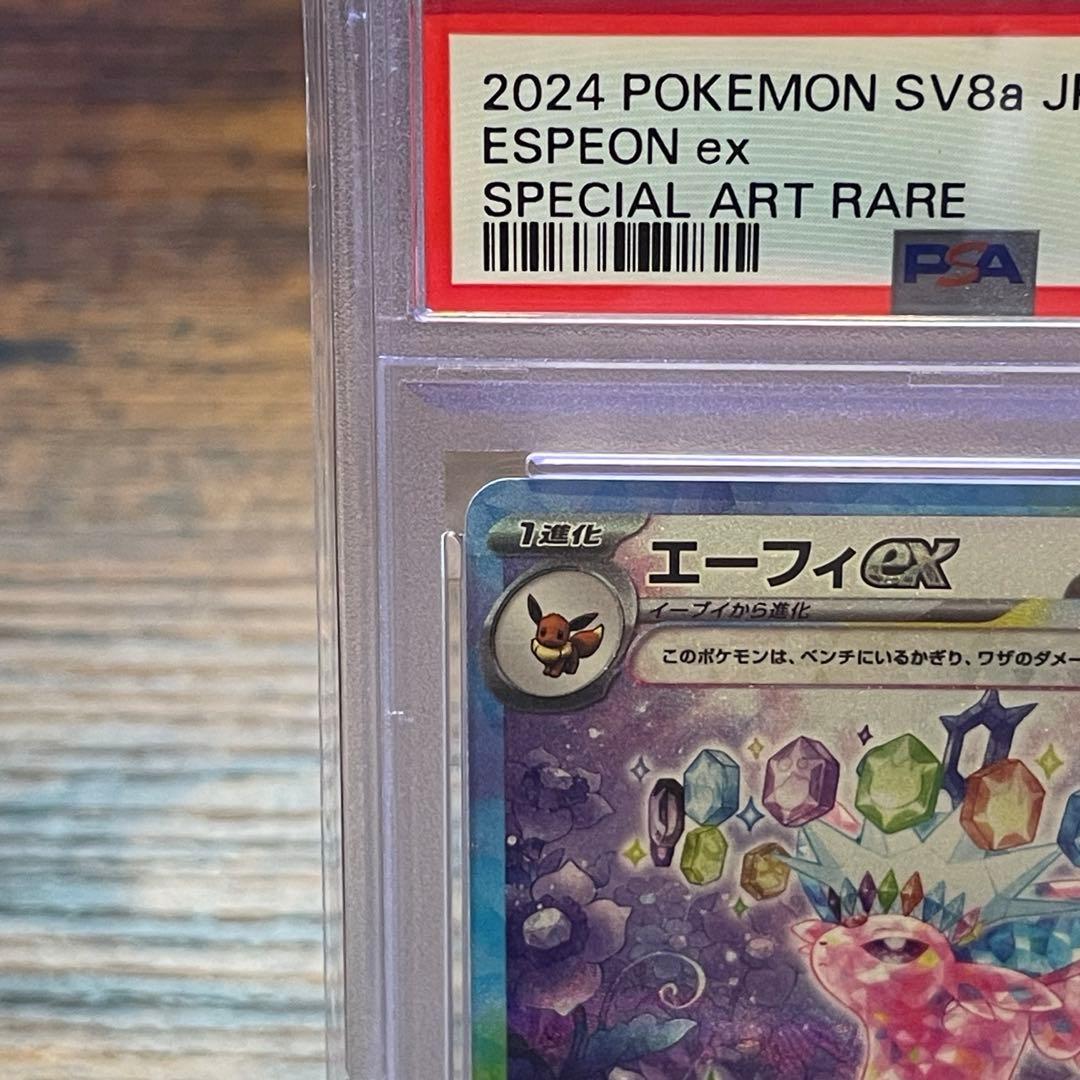 2024 POKEMON SV8a JP
ESPEON ex
SPECIAL ART RARE
PSA
1進化
エーフィex
イーブイから進化
このポケモンは、ベンチにいるかぎり、ワザのダメー